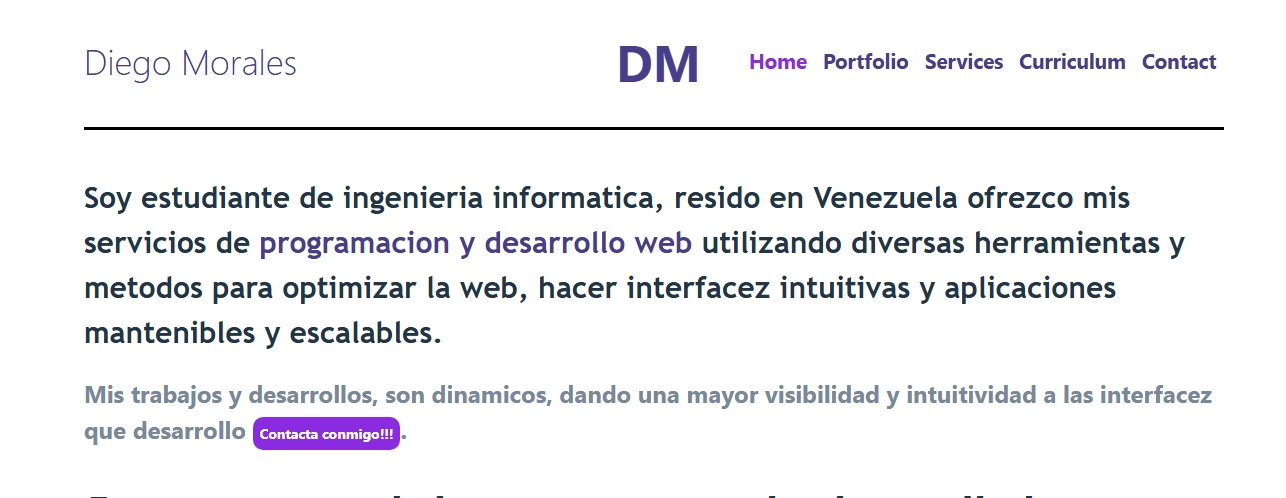 Diego Morales
DM
Home Portfolio Services Curriculum Contact
Soy estudiante de ingenieria informatica, resido en Venezuela ofrezco mis
servicios de programacion y desarrollo web utilizando diversas herramientas y
metodos para optimizar la web, hacer interfacez intuitivas y aplicaciones
mantenibles y escalables.
Mis trabajos y desarrollos, son dinamicos, dando una mayor visibilidad y intuitividad a las interfacez
que desarrollo Contacta conmigo!!!.